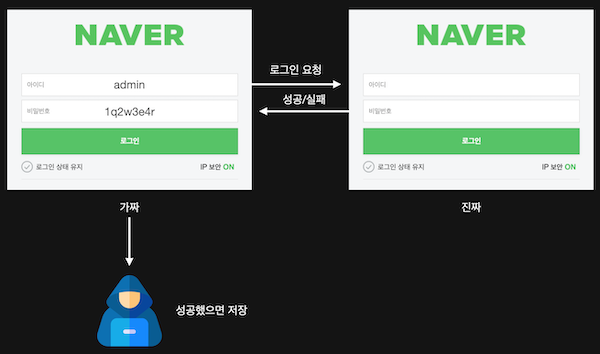 NAVER
아이디 admin
비밀번호 1q2w3e4r
로그인
로그인 상태 유지 IP 보안 ON
가짜
로그인 요청
성공/실패
NAVER
아이디
비밀번호
로그인
로그인 상태 유지 IP 보안 ON
진짜
성공했으면 저장